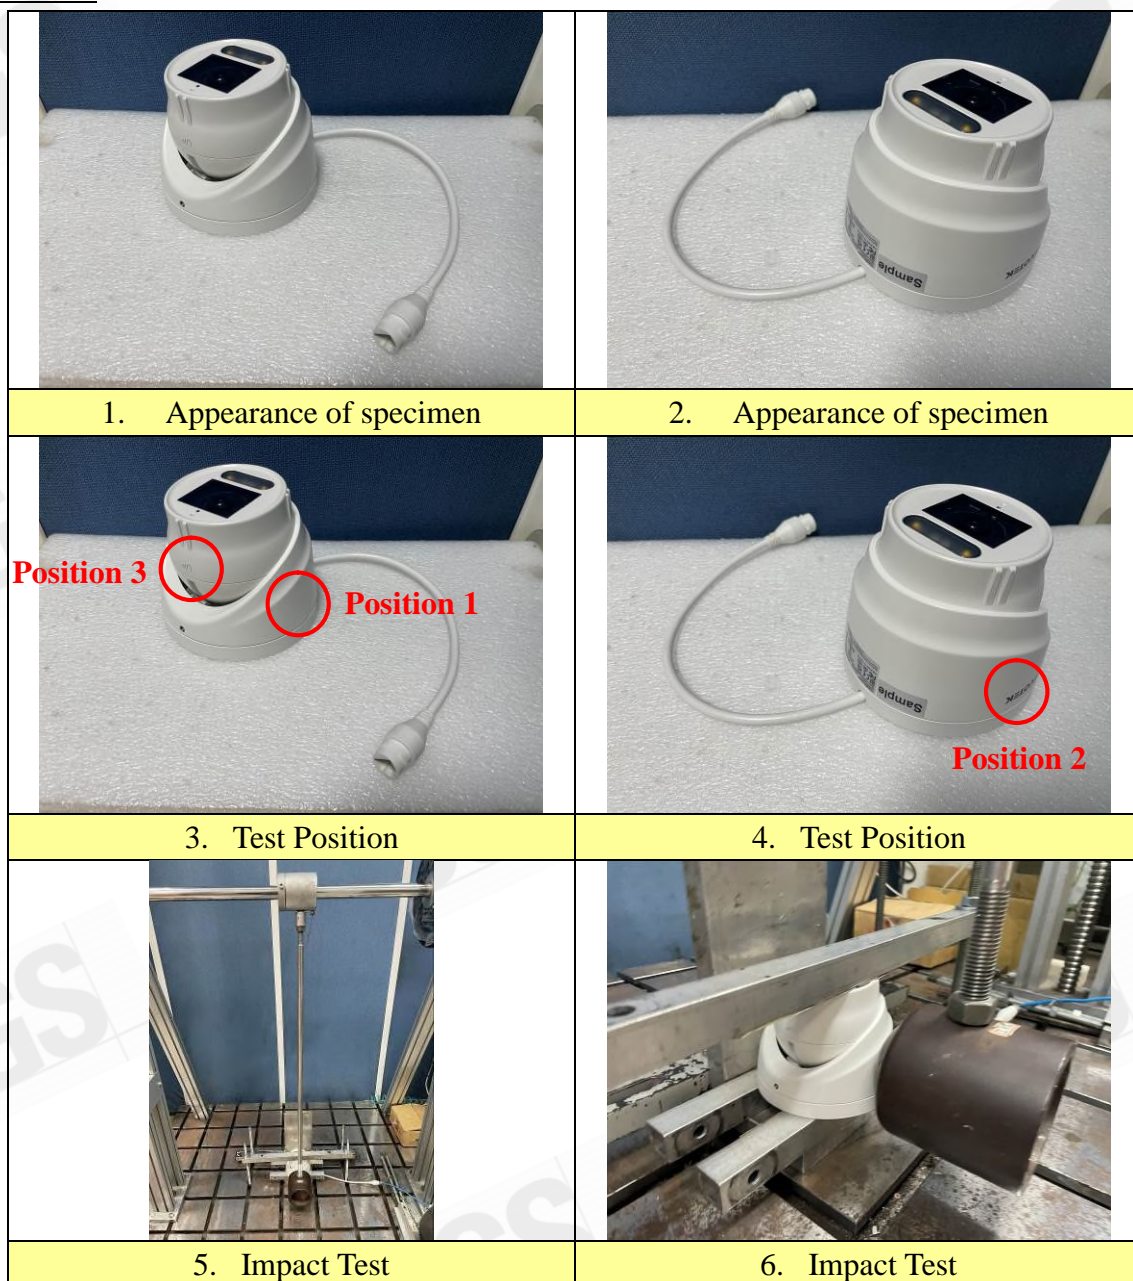 Sample
1. Appearance of specimen
2. Appearance of specimen
Position 3
Position 1
Sample
Position 2
3. Test Position
4. Test Position
5. Impact Test
6. Impact Test